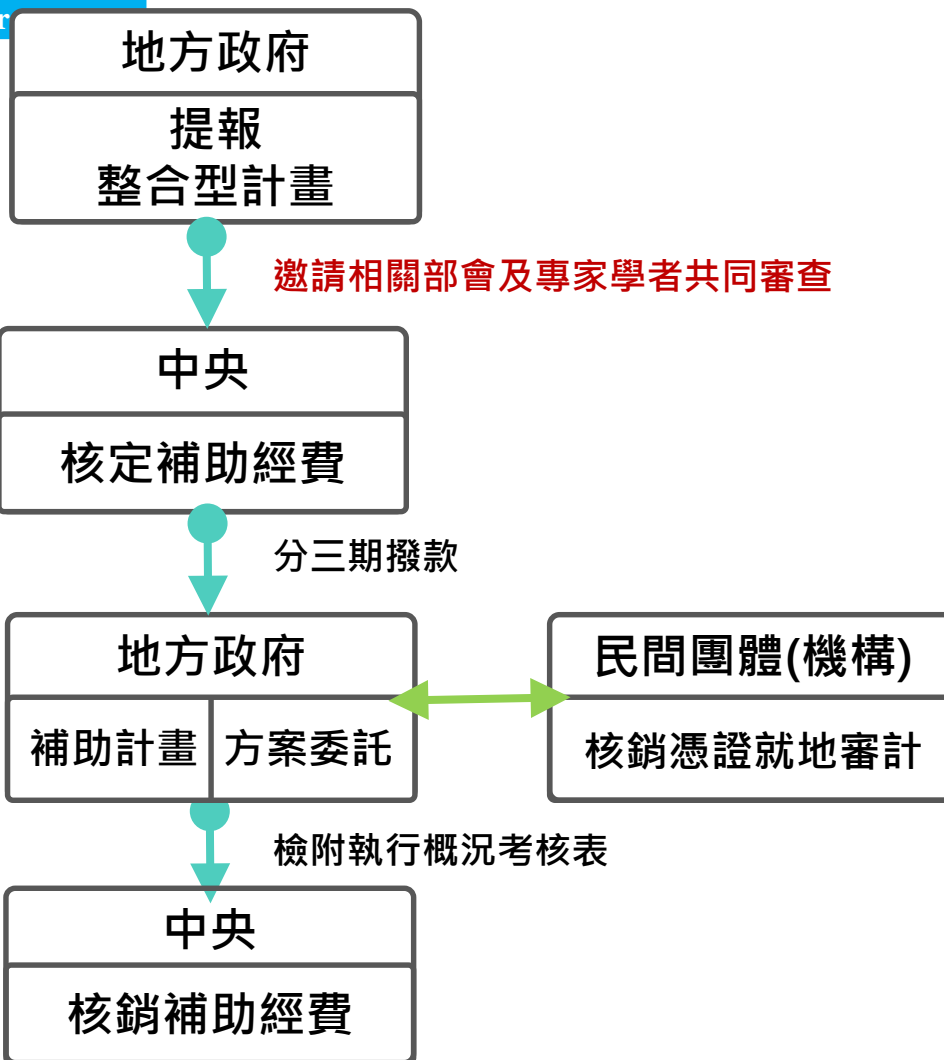 地方政府
提報
整合型計畫
邀請相關部會及專家學者共同審查
中央
核定補助經費
分三期撥款
地方政府
補助計畫
方案委託
民間團體(機構)
核銷憑證就地審計
檢附執行概況考核表
中央
核銷補助經費